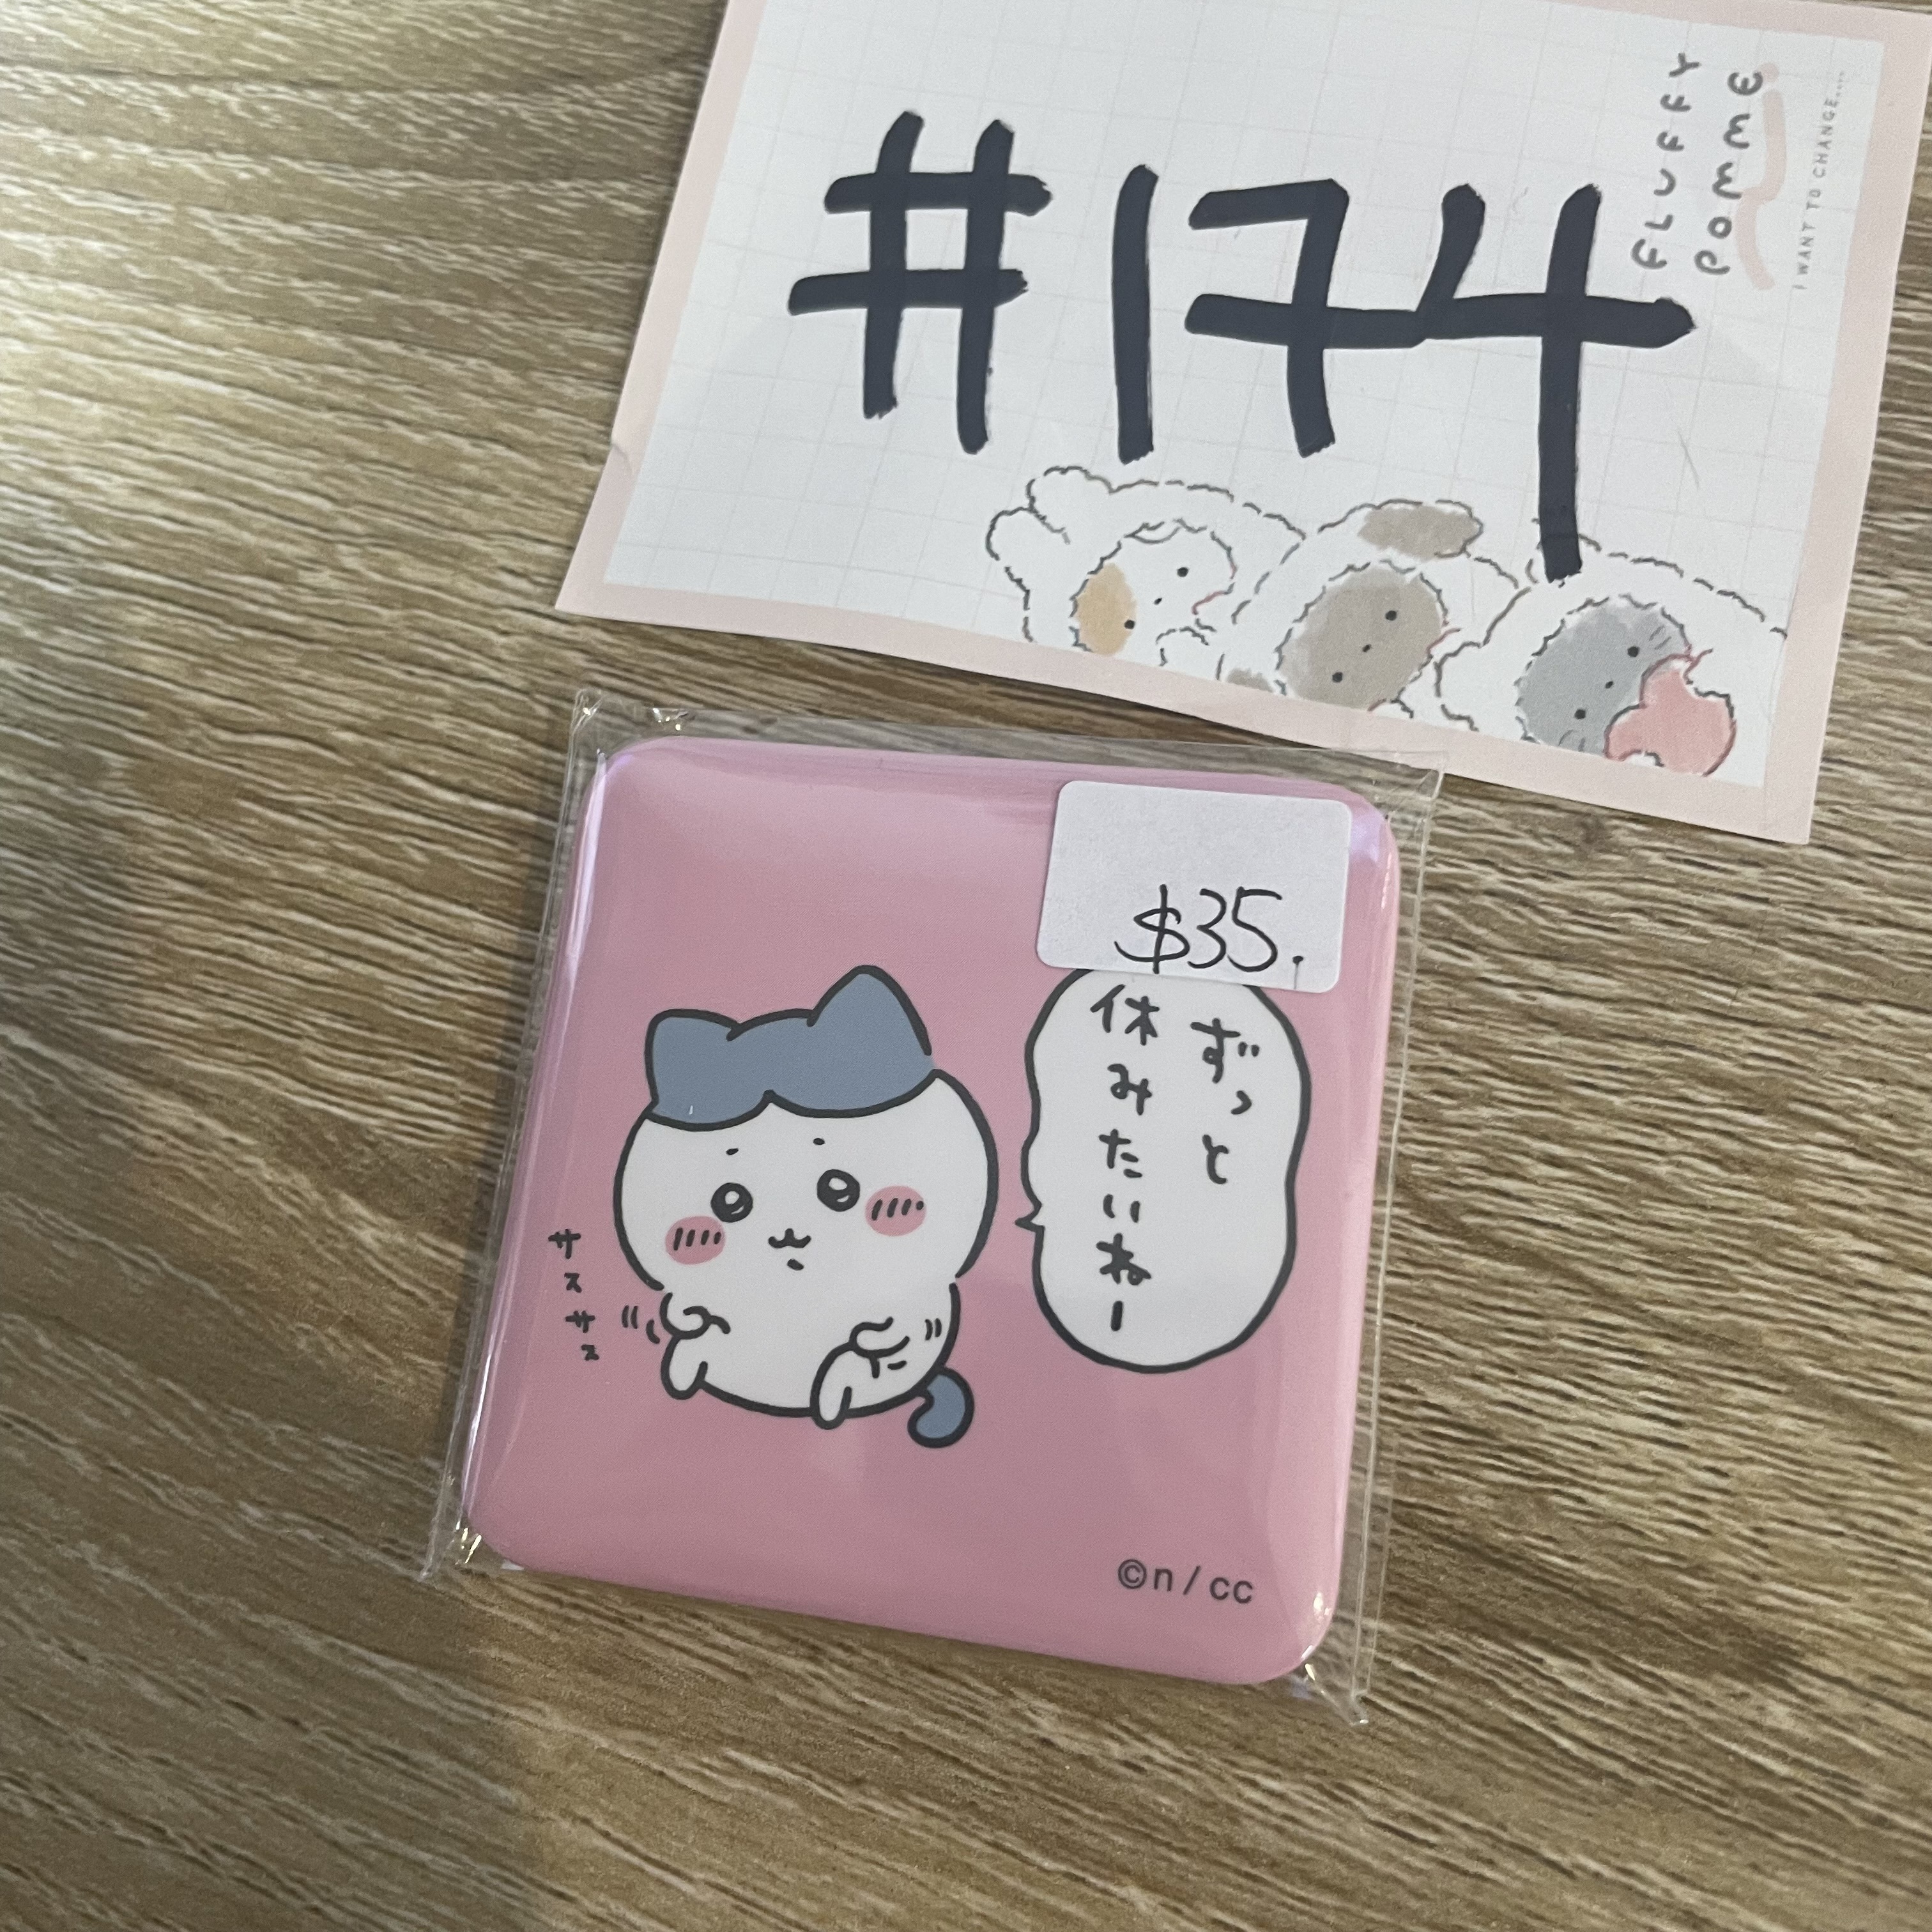 #174
FLUFFY
POMME
I WANT TO CHANGE....
$35.
ずっと
休みたいねー
サスサス
©n/cc